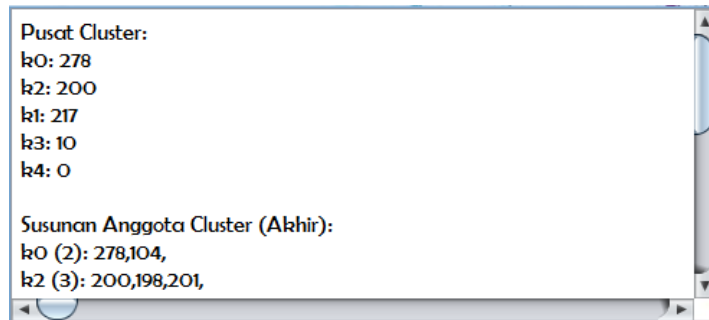 Pusat Cluster:
k0: 278
k2: 200
k1: 217
k3: 10
k4: 0
Susunan Anggota Cluster (Akhir):
k0 (2): 278,104,
k2 (3): 200,198,201,